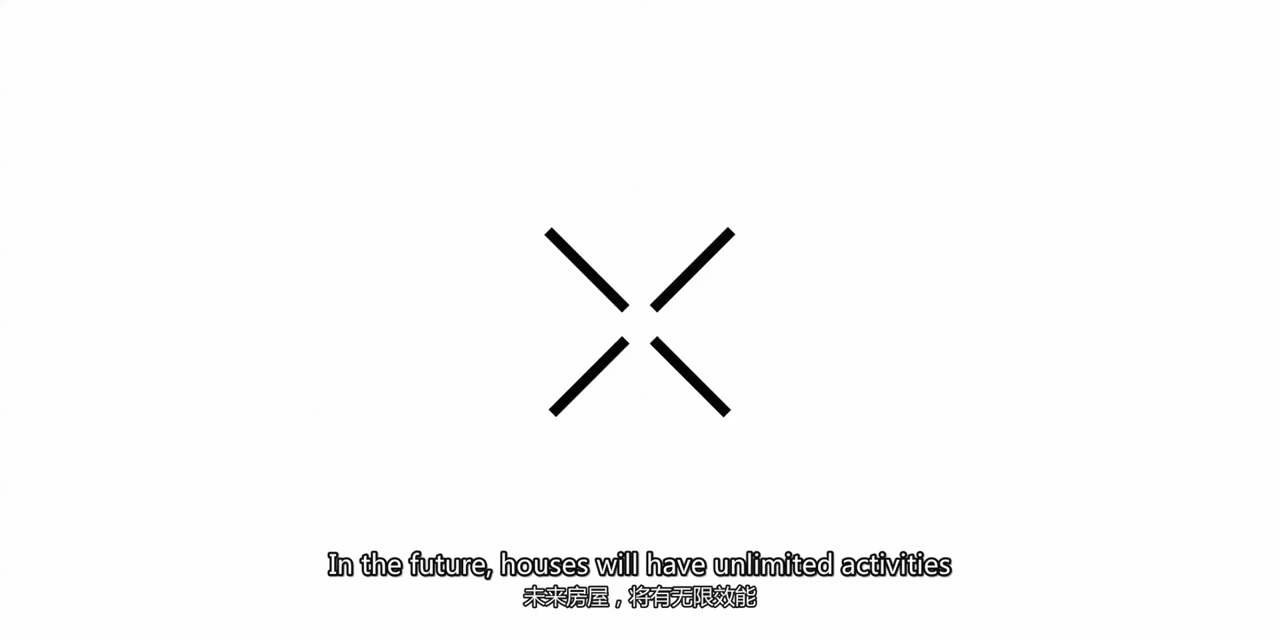 In the future, houses will have unlimited activities
未来房屋，将有无限效能